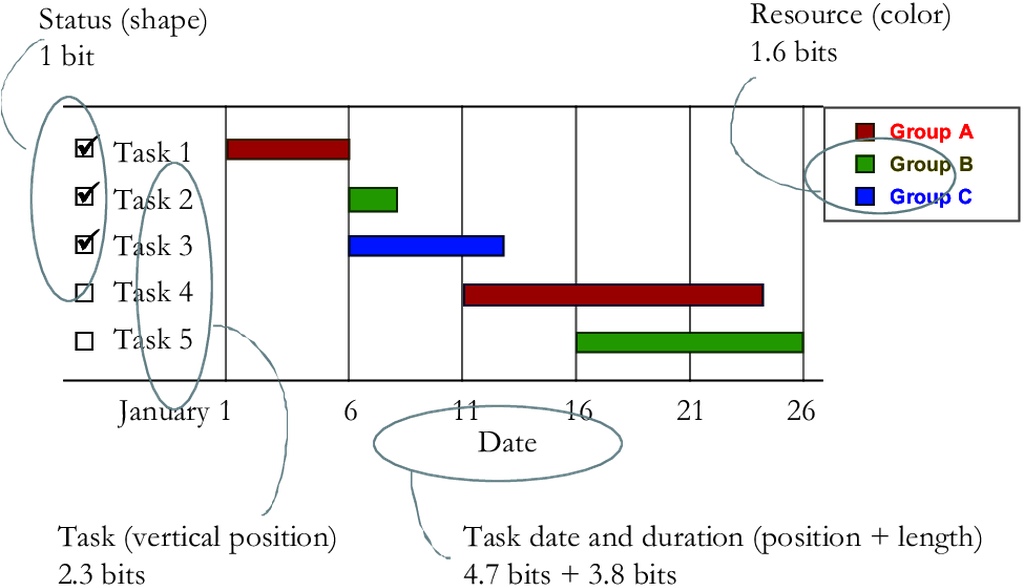 Status (shape)
1 bit
Resource (color)
1.6 bits
Group A
Group B
Group C
Task 1
Task 2
Task 3
Task 4
Task 5
January 1 6 11 16 21 26
Date
Task (vertical position)
2.3 bits
Task date and duration (position + length)
4.7 bits + 3.8 bits